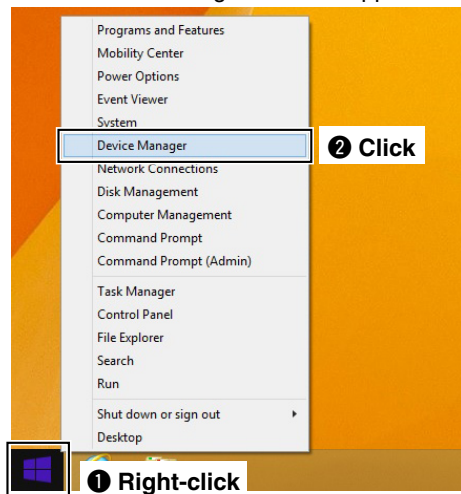 Programs and Features
Mobility Center
Power Options
Event Viewer
System
Device Manager
❷ Click
Network Connections
Disk Management
Computer Management
Command Prompt
Command Prompt (Admin)
Task Manager
Control Panel
File Explorer
Search
Run
Shut down or sign out
Desktop
❶ Right-click